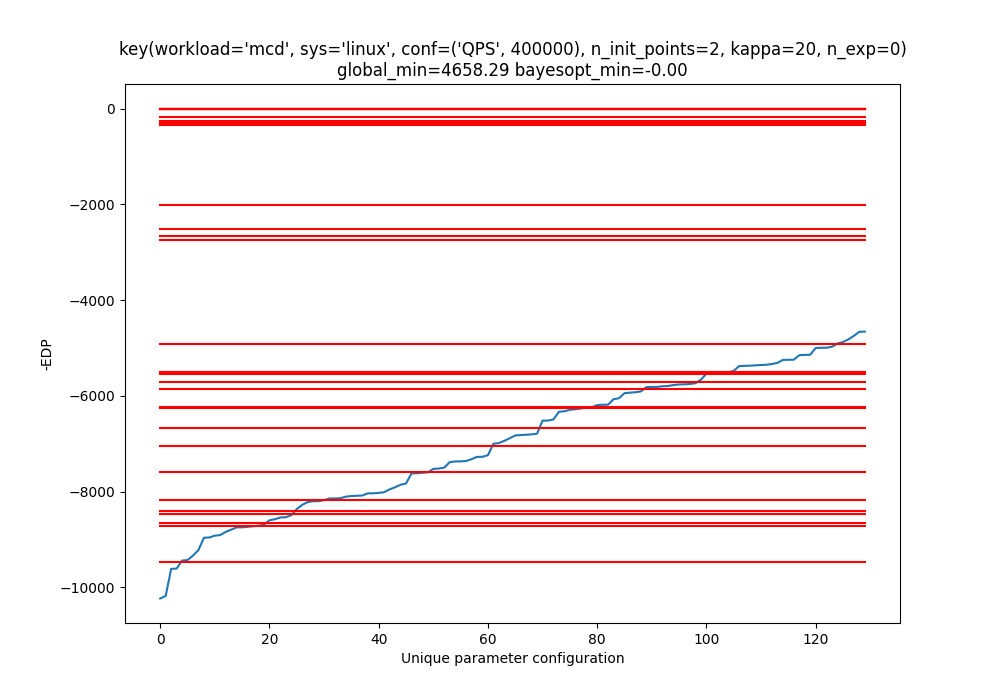 key(workload='mcd', sys='linux', conf=('QPS', 400000), n_init_points=2, kappa=20, n_exp=0)
global_min=4658.29 bayesopt_min=-0.00
0
−2000
−4000
−6000
−8000
−10000
-EDP
0 20 40 60 80 100 120
Unique parameter configuration